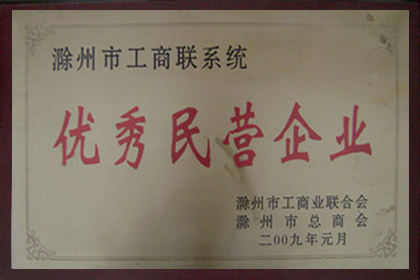 滁州市工商联系统
优秀民营企业
滁州市工商业联合会
滁州市总商会
二00九年元月